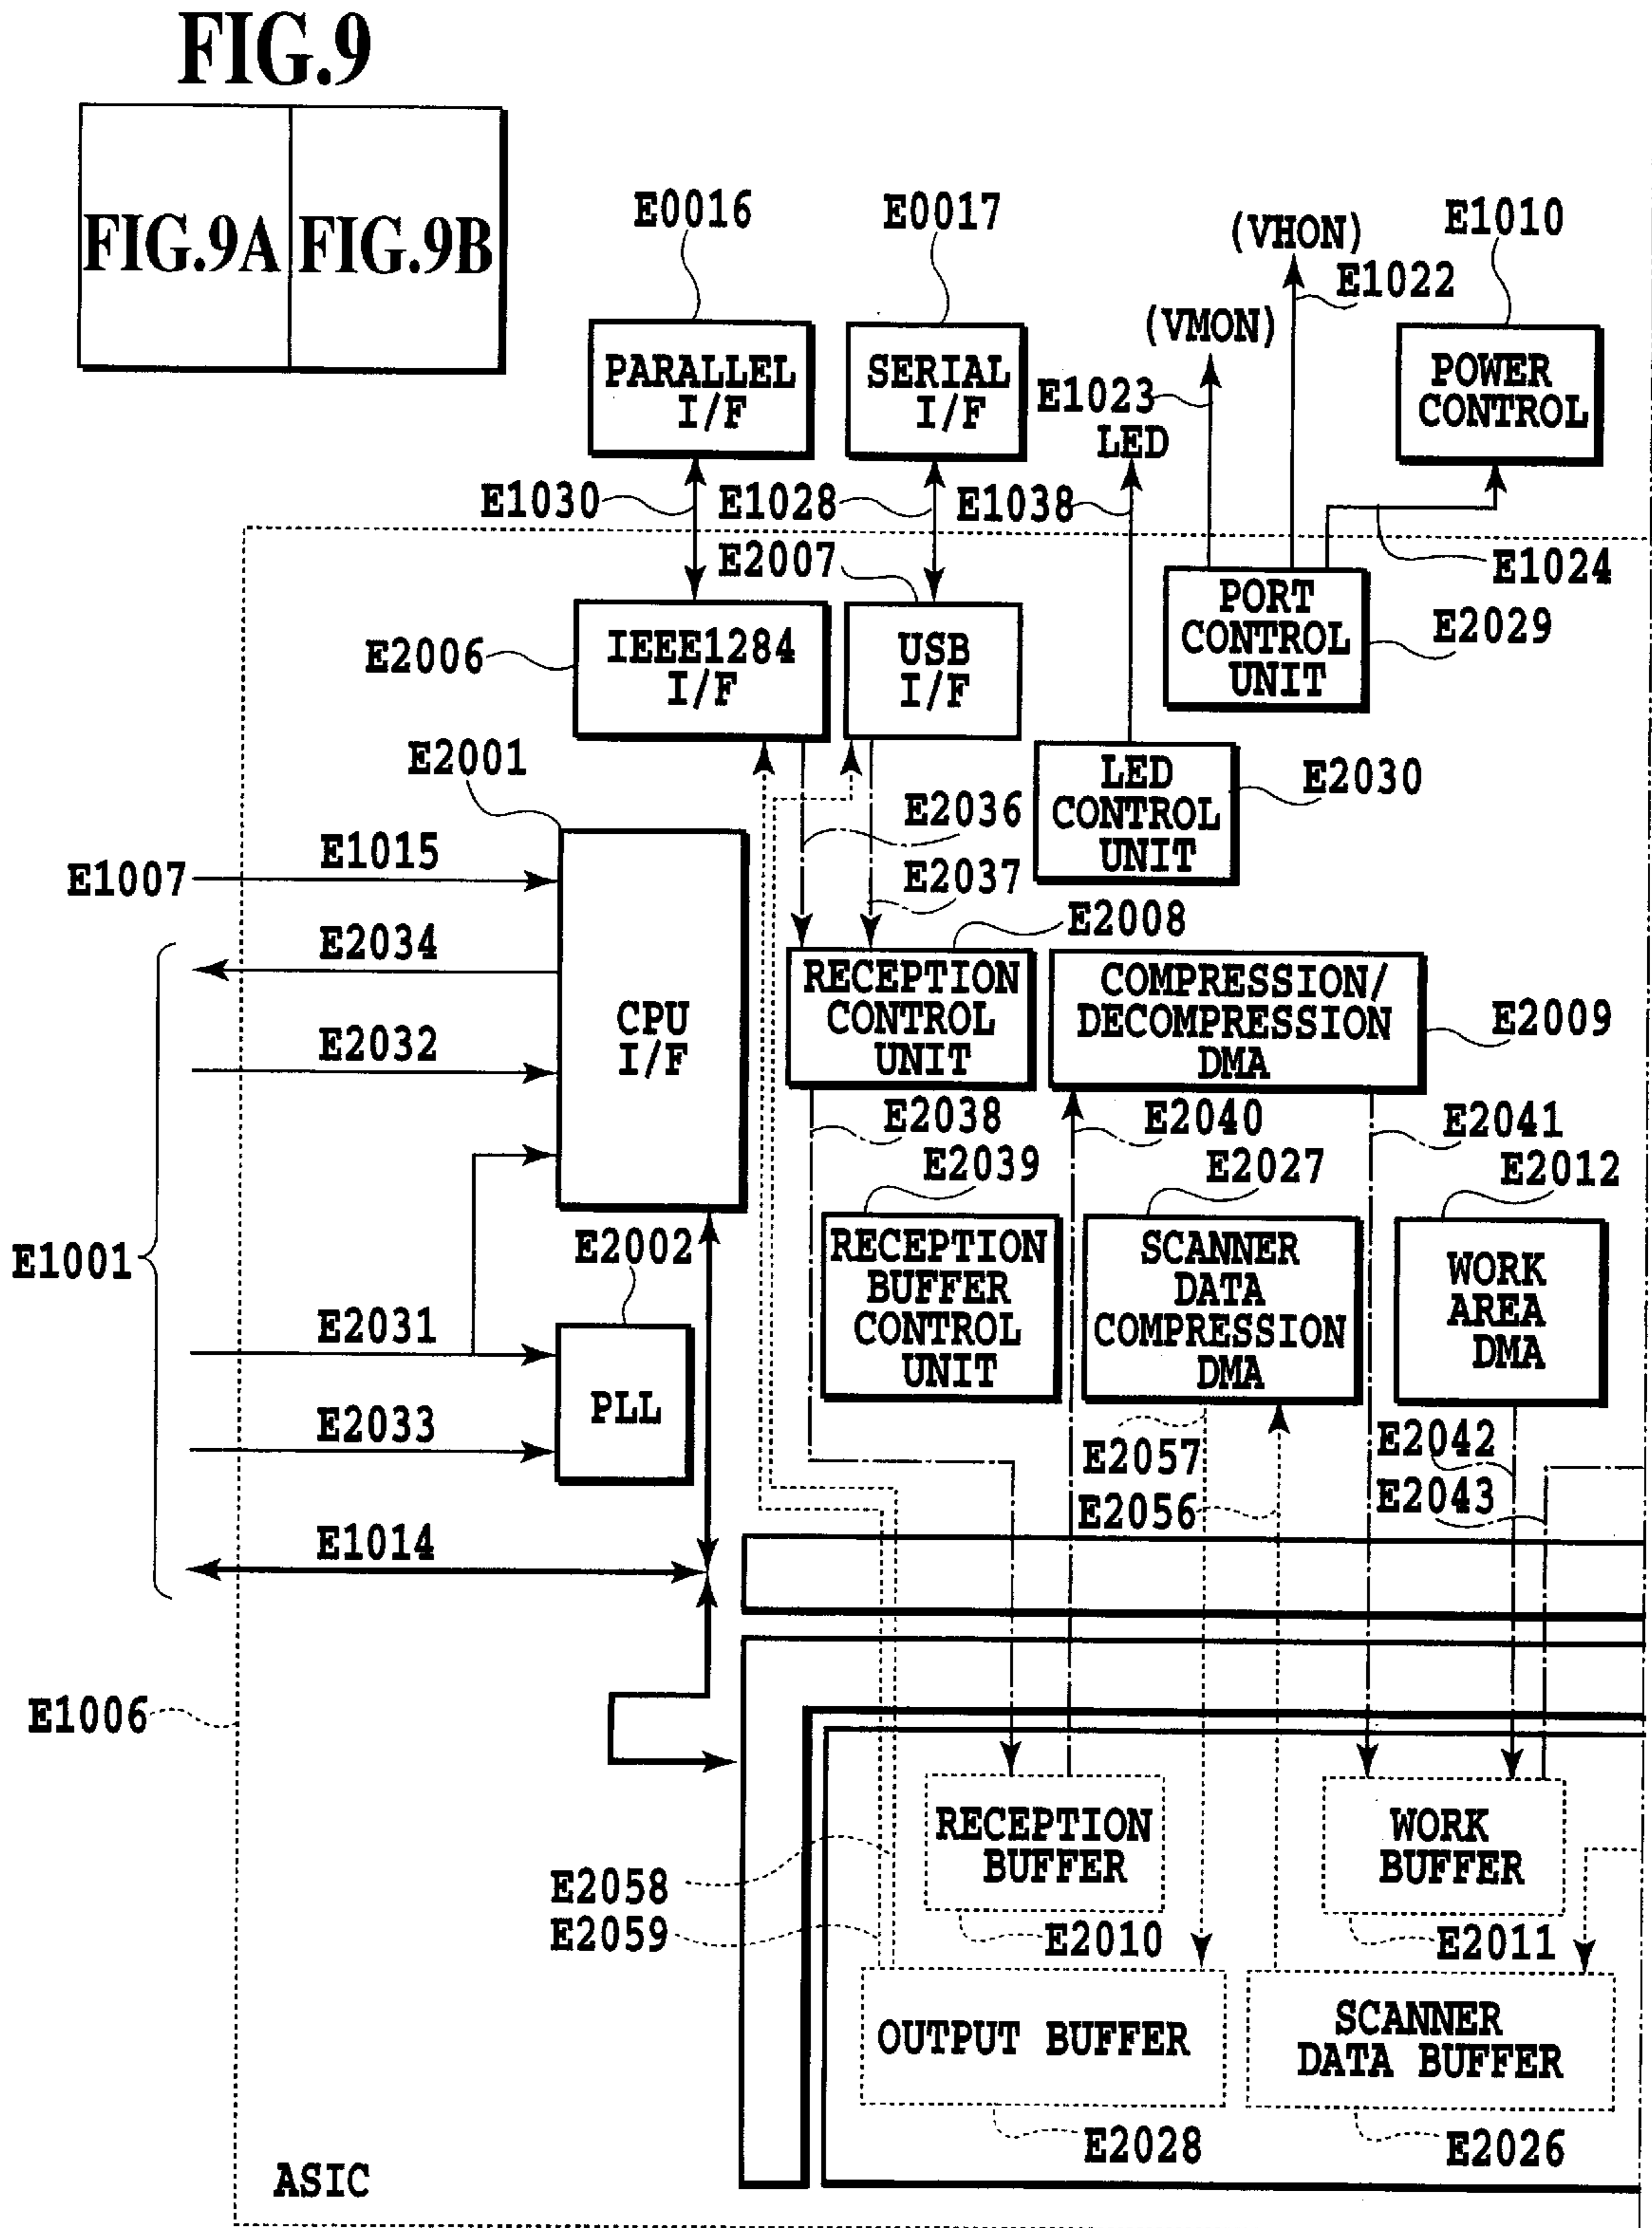 FIG.9
FIG.9A
FIG.9B
E0016
E0017
(VHON)
E1010
E1022
(VMON)
PARALLEL
I/F
SERIAL
I/F
E1023
LED
POWER
CONTROL
E1030
E1028
E1038
E2007
E1024
E2006
IEEE1284
I/F
USB
I/F
PORT
CONTROL
UNIT
E2029
E2001
LED
CONTROL
UNIT
E2030
E2036
E1007
E1015
E2037
E2034
E2008
CPU
I/F
RECEPTION
CONTROL
UNIT
COMPRESSION/
DECOMPRESSION
DMA
E2009
E2032
E2038
E2040
E2041
E2039
E2027
E2012
E1001
E2002
RECEPTION
BUFFER
CONTROL
UNIT
SCANNER
DATA
COMPRESSION
DMA
WORK
AREA
DMA
E2031
PLL
E2033
E2057
E2042
E2056
E2043
E1014
E1006
RECEPTION
BUFFER
WORK
BUFFER
E2058
E2059
E2010
E2011
OUTPUT BUFFER
SCANNER
DATA BUFFER
E2028
E2026
ASIC